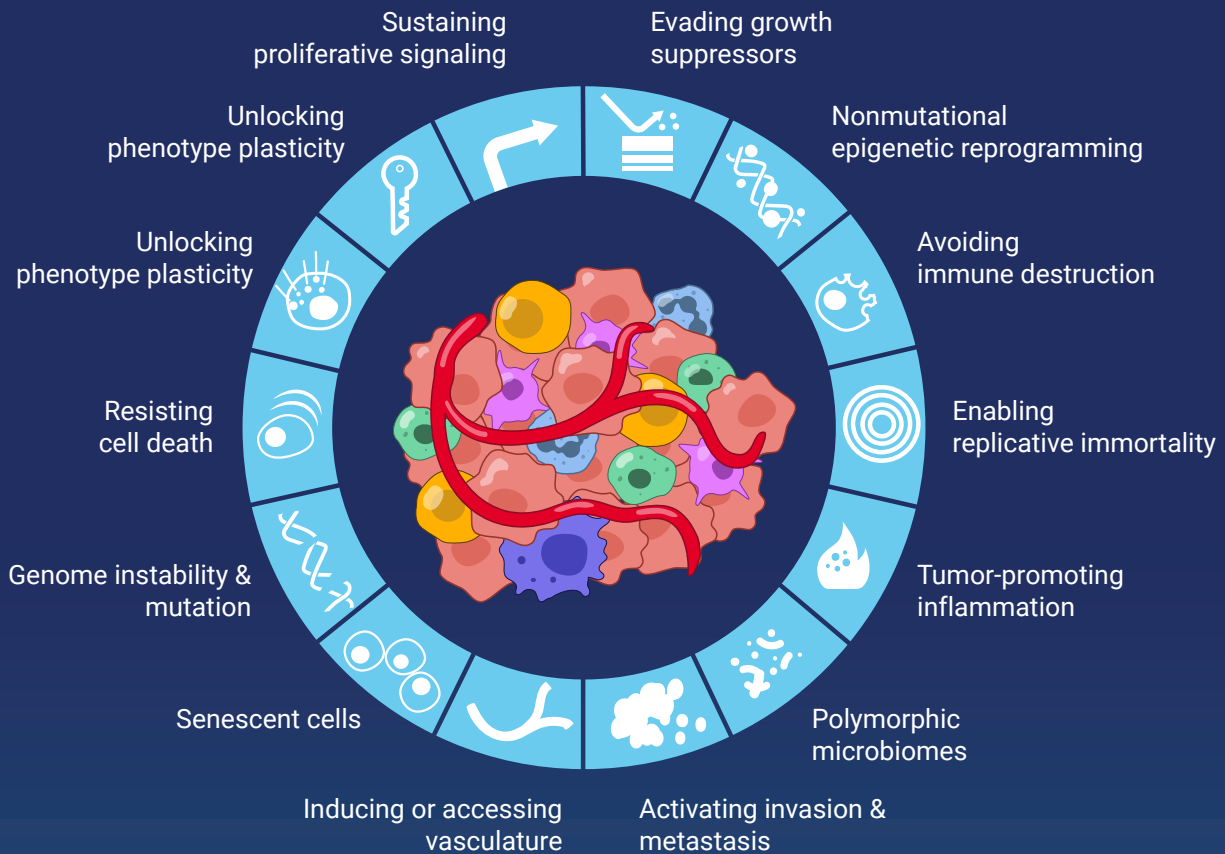 Sustaining
proliferative signaling
Evading growth
suppressors
Unlocking
phenotype plasticity
Nonmutational
epigenetic reprogramming
Unlocking
phenotype plasticity
Avoiding
immune destruction
Resisting
cell death
Enabling
replicative immortality
Genome instability &
mutation
Tumor-promoting
inflammation
Senescent cells
Polymorphic
microbiomes
Inducing or accessing
vasculature
Activating invasion &
metastasis